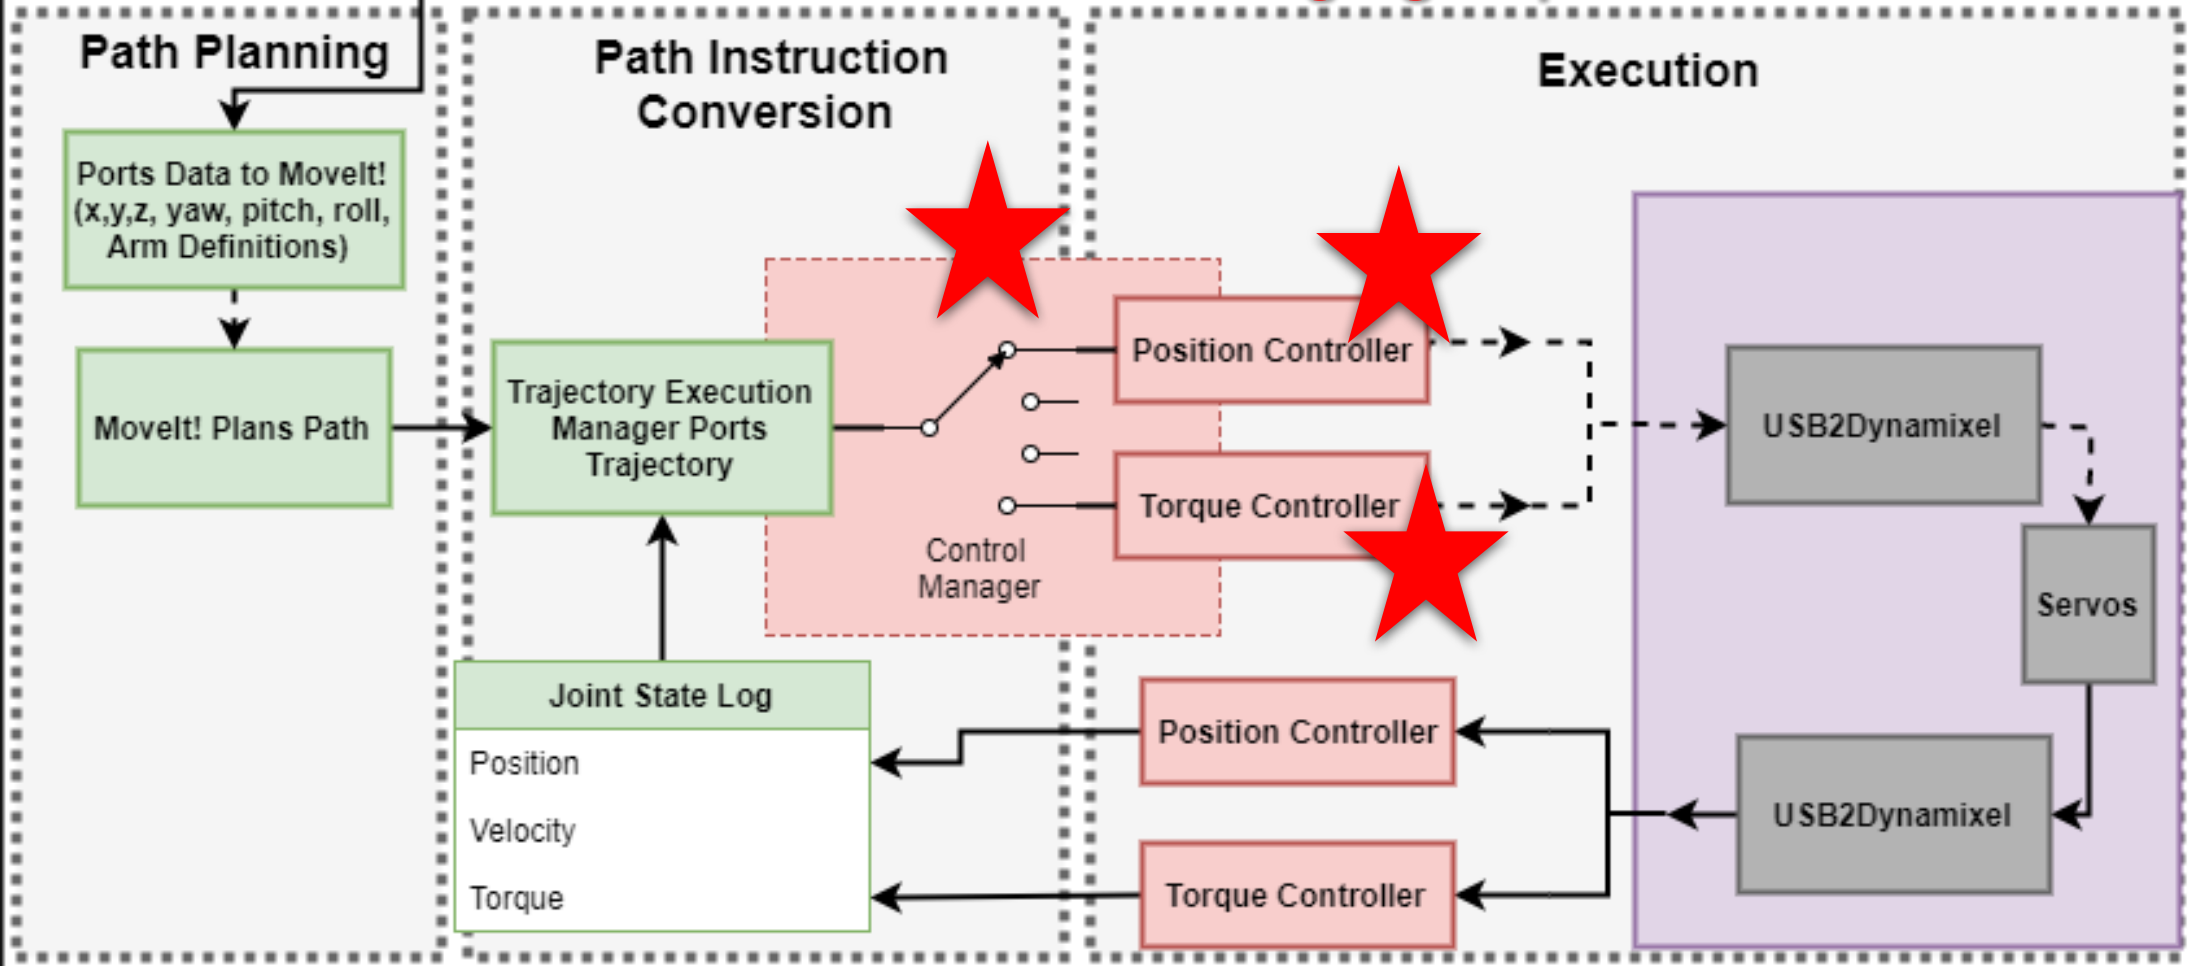 Path Planning
Ports Data to MoveIt!
(x,y,z, yaw, pitch, roll,
Arm Definitions)
MoveIt! Plans Path
Path Instruction
Conversion
Trajectory Execution
Manager Ports
Trajectory
Control
Manager
Joint State Log
Position
Velocity
Torque
Execution
Position Controller
Torque Controller
USB2Dynamixel
Servos
USB2Dynamixel
Position Controller
Torque Controller